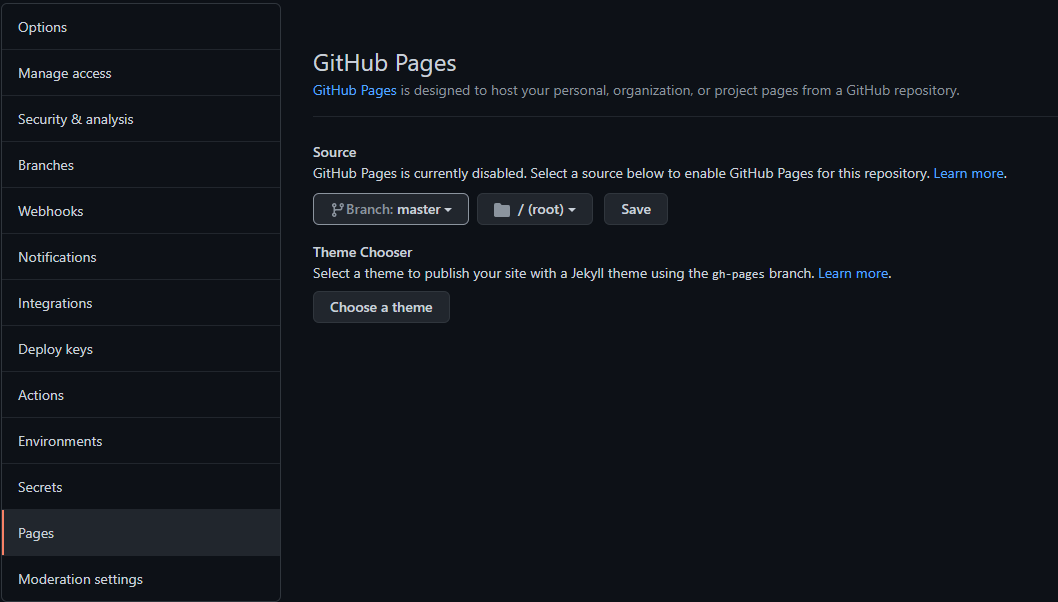 Options
Manage access
Security & analysis
Branches
Webhooks
Notifications
Integrations
Deploy keys
Actions
Environments
Secrets
Pages
Moderation settings
GitHub Pages
GitHub Pages is designed to host your personal, organization, or project pages from a GitHub repository.
Source
GitHub Pages is currently disabled. Select a source below to enable GitHub Pages for this repository. Learn more.
Branch: master
/ (root)
Save
Theme Chooser
Select a theme to publish your site with a Jekyll theme using the gh-pages branch. Learn more.
Choose a theme